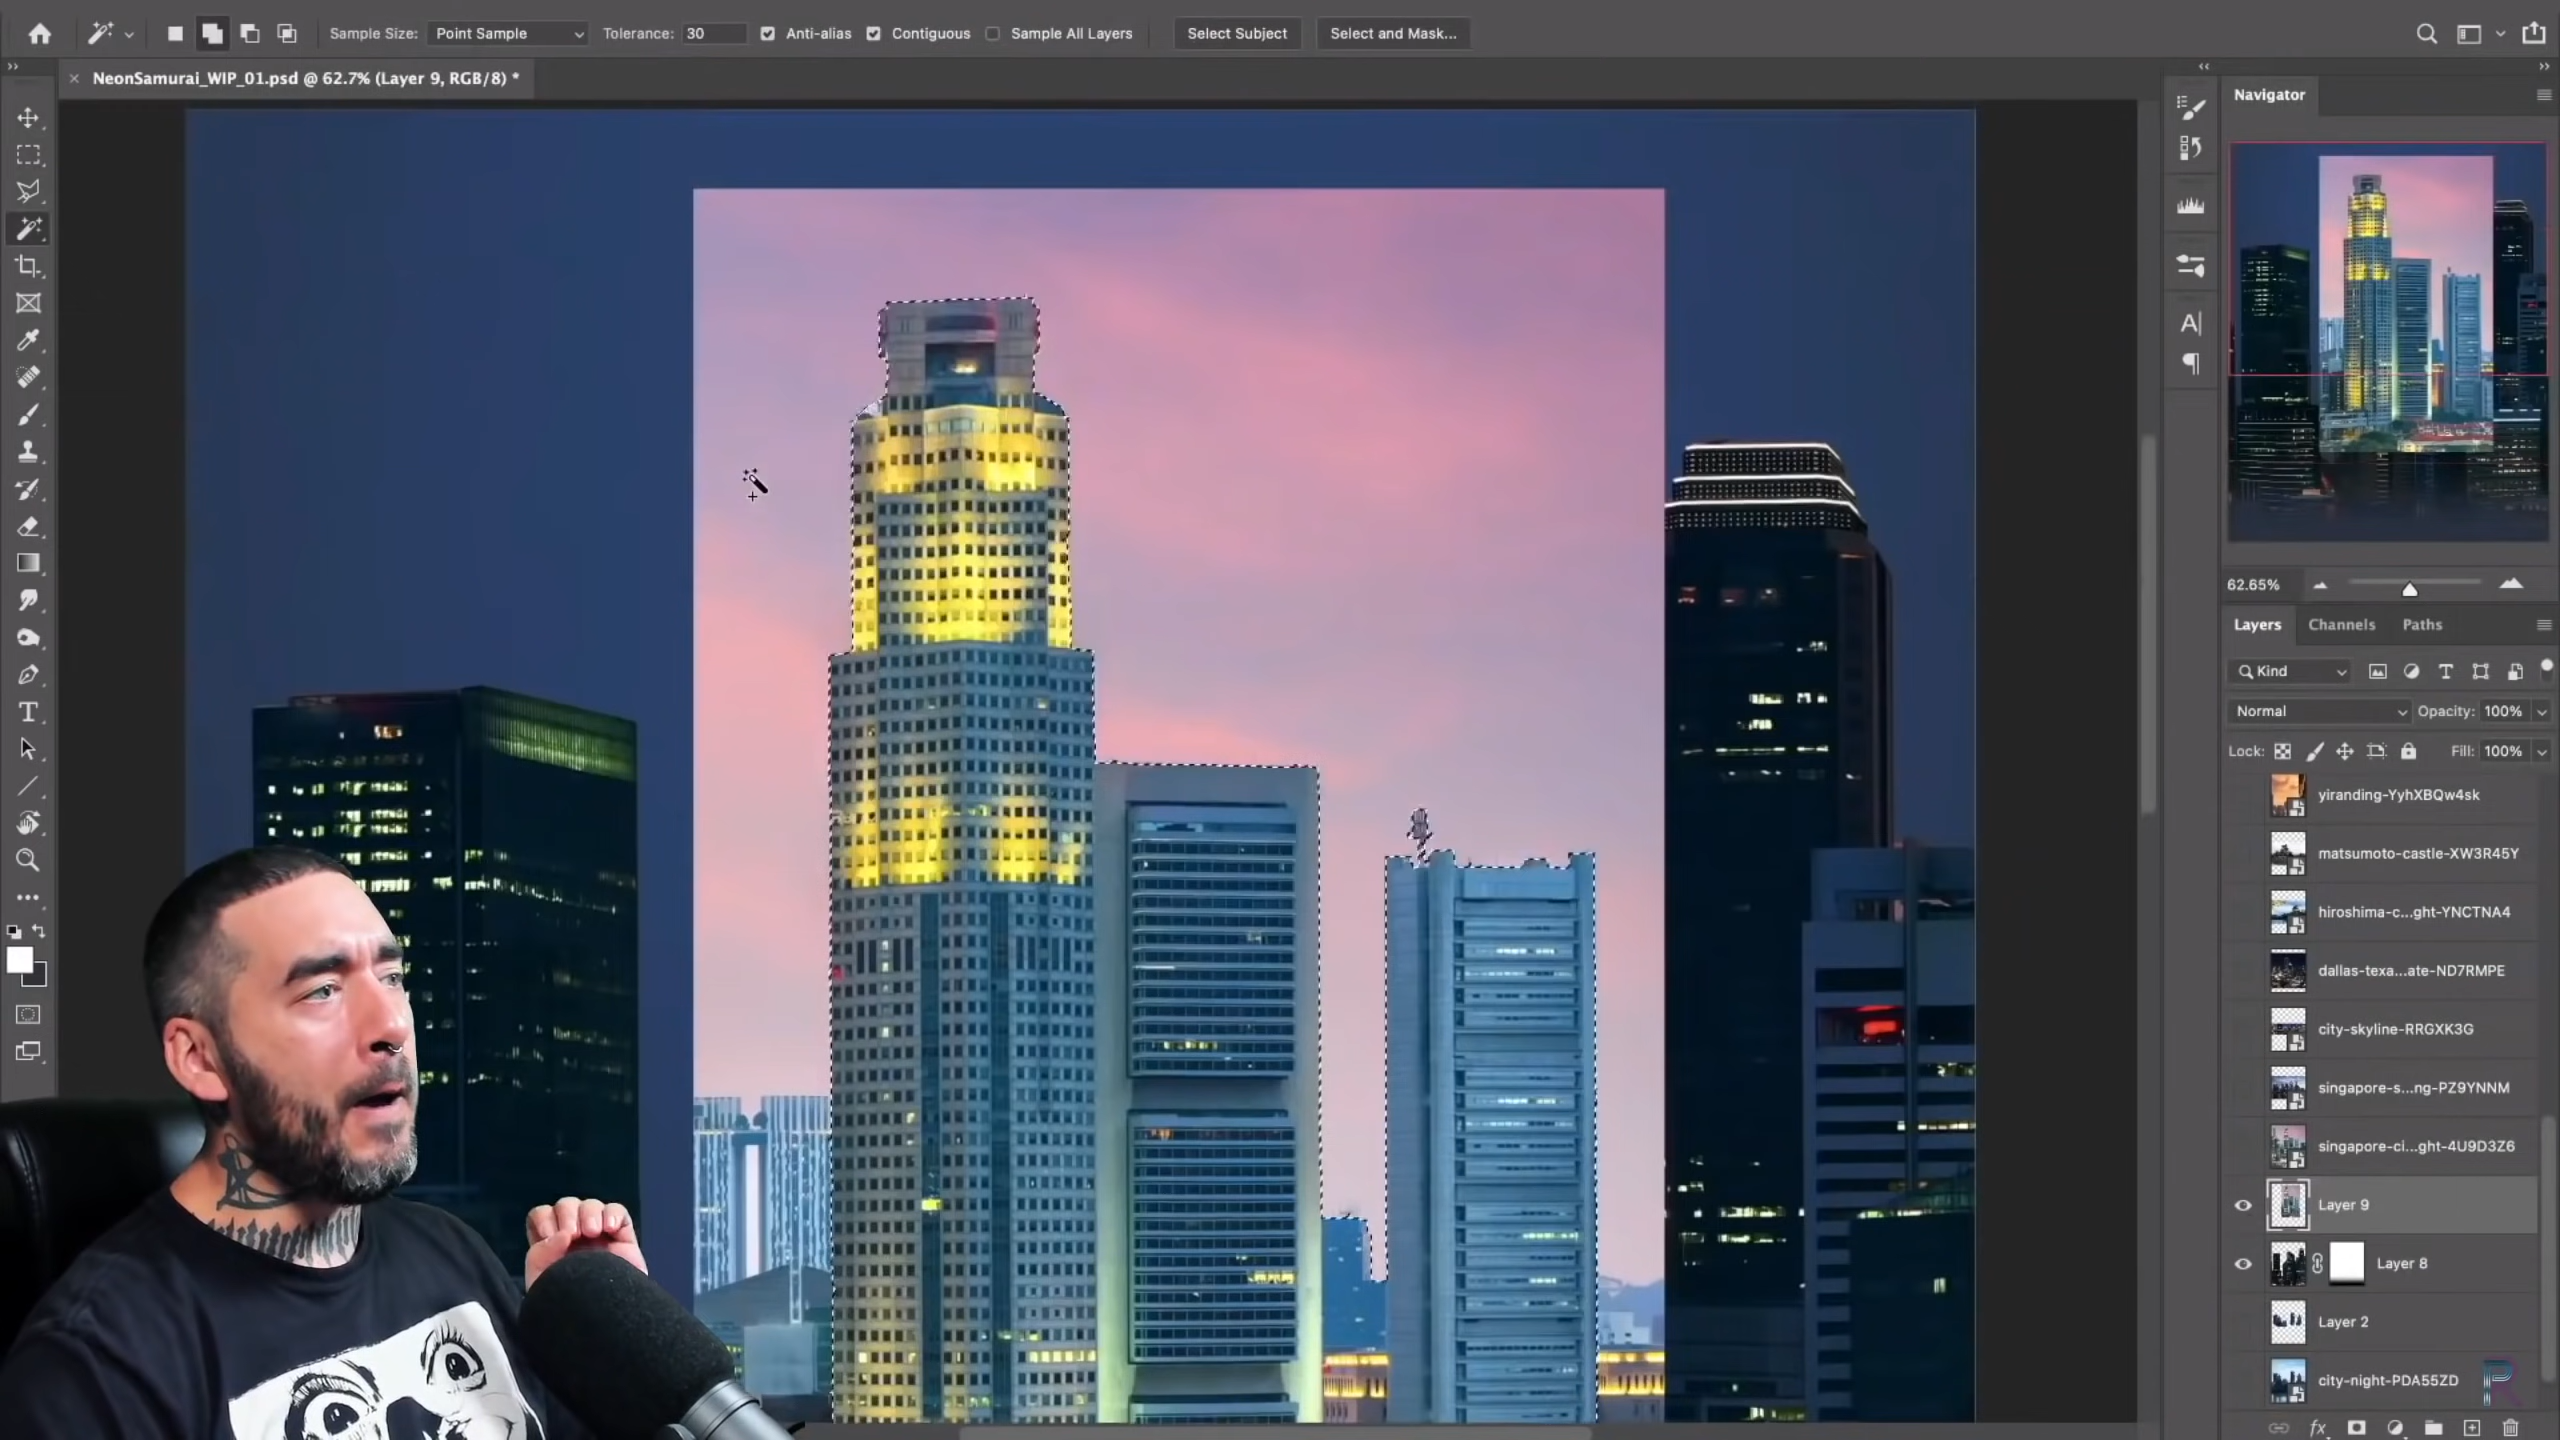 Sample Size: Point Sample Tolerance: 30 Anti-alias Contiguous Sample All Layers Select Subject Select and Mask...
NeonSamurai_WIP_01.psd @ 62.7% (Layer 9, RGB/8) *
Navigator
62.65%
Layers Channels Paths
Kind
Normal Opacity: 100%
Lock: Fill: 100%
yiranding-YyhXBQw4sk
matsumoto-castle-XW3R45Y
hiroshima-c...ght-YNCTNA4
dallas-texa...ate-ND7RMPE
city-skyline-RRGXK3G
singapore-s...ng-PZ9YNNM
singapore-ci...ght-4U9D3Z6
Layer 9
Layer 8
Layer 2
city-night-PDA55ZD
fx